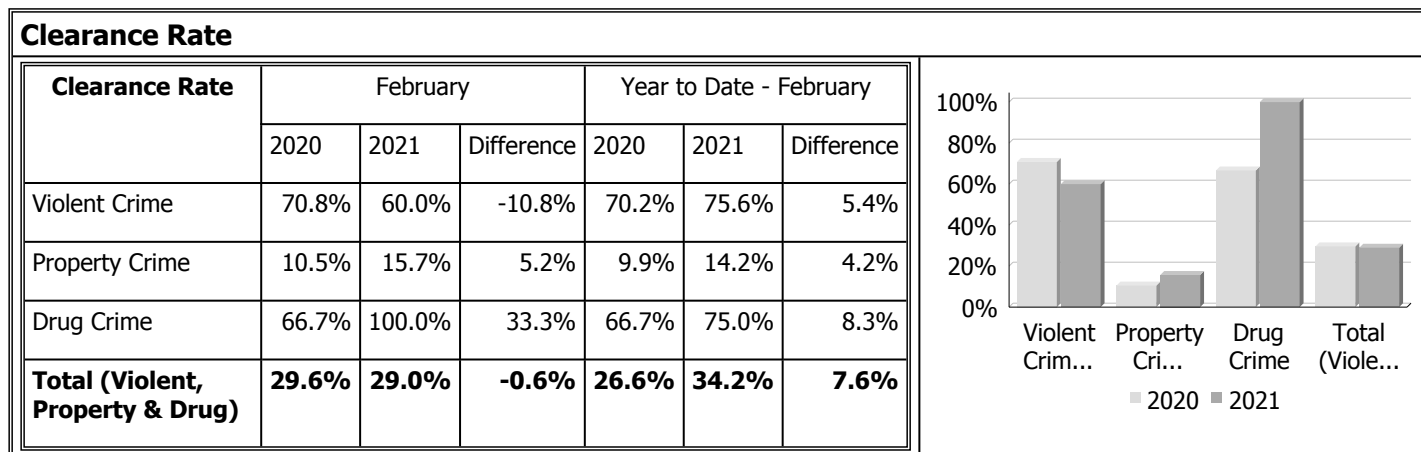 Clearance Rate
Clearance Rate February Year to Date - February
2020 2021 Difference 2020 2021 Difference
Violent Crime 70.8% 60.0% -10.8% 70.2% 75.6% 5.4%
Property Crime 10.5% 15.7% 5.2% 9.9% 14.2% 4.2%
Drug Crime 66.7% 100.0% 33.3% 66.7% 75.0% 8.3%
Total (Violent, 29.6% 29.0% -0.6% 26.6% 34.2% 7.6%
Property & Drug)
100%
80%
60%
40%
20%
0%
Violent Property Drug Total
Crim... Cri... Crime (Viole...
2020 2021